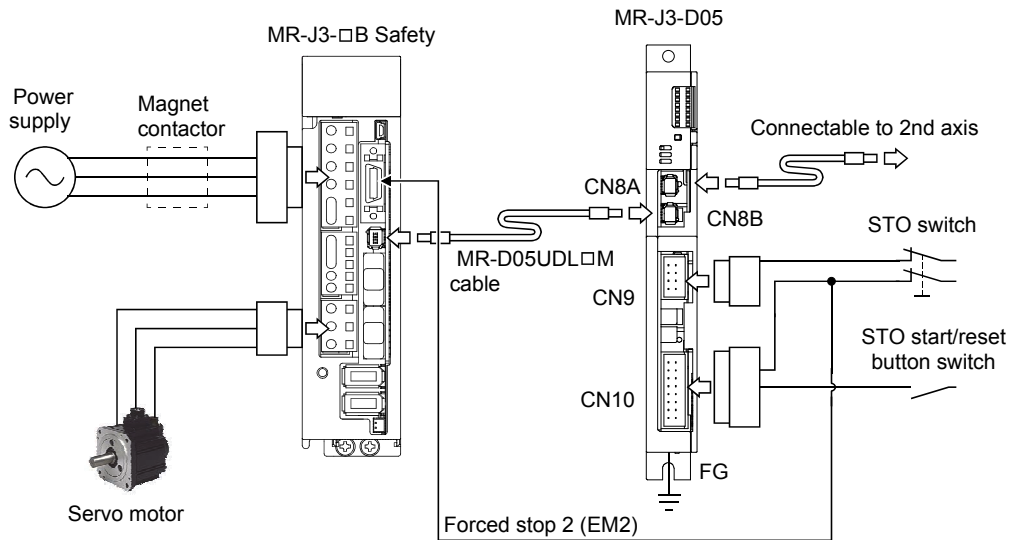 MR-J3-D05
MR-J3-□B Safety
Power
supply
Magnet
contactor
Connectable to 2nd axis
CN8A
CN8B
STO switch
MR-D05UDL□M
cable
CN9
STO start/reset
button switch
CN10
FG
Servo motor
Forced stop 2 (EM2)